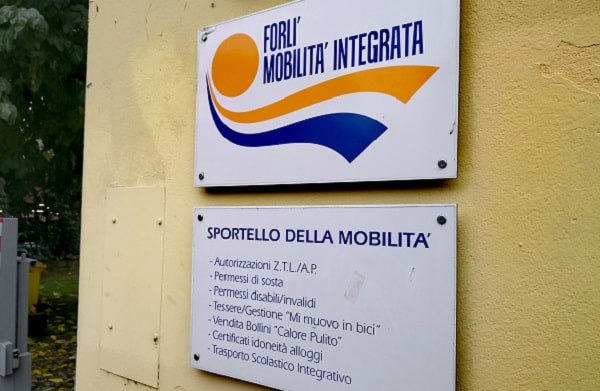 FORLI'
MOBILITA' INTEGRATA
SPORTELLO DELLA MOBILITA'
- Autorizzazioni Z.T.L./A.P.
- Permessi di sosta
- Permessi disabili/invalidi
- Tessere/Gestione "Mi muovo in bici"
- Vendita Bollini "Calore Pulito"
- Certificati idoneità alloggi
- Trasporto Scolastico Integrativo